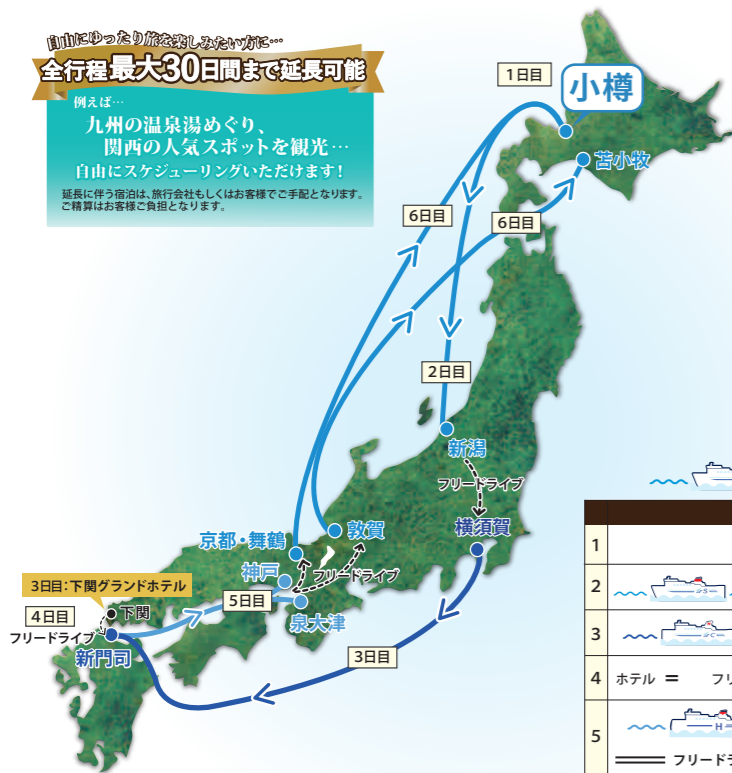 自由にゆったり旅を楽しみたい方に…
全行程最大30日間まで延長可能
例えば…
九州の温泉湯めぐり、
関西の人気スポットを観光…
自由にスケジューリングいただけます!
延長に伴う宿泊は、旅行会社もしくはお客様でご手配となります。
ご精算はお客様ご負担となります。
1日目
小樽
苫小牧
6日目
6日目
2日目
新潟
フリードライブ
横須賀
京都・舞鶴
敦賀
神戸
フリードライブ
3日目:下関グランドホテル
5日目
泉大津
4日目
下関
フリードライブ
新門司
3日目
1
2
S
3
C
4 ホテル = フリ
5
H
フリードラ